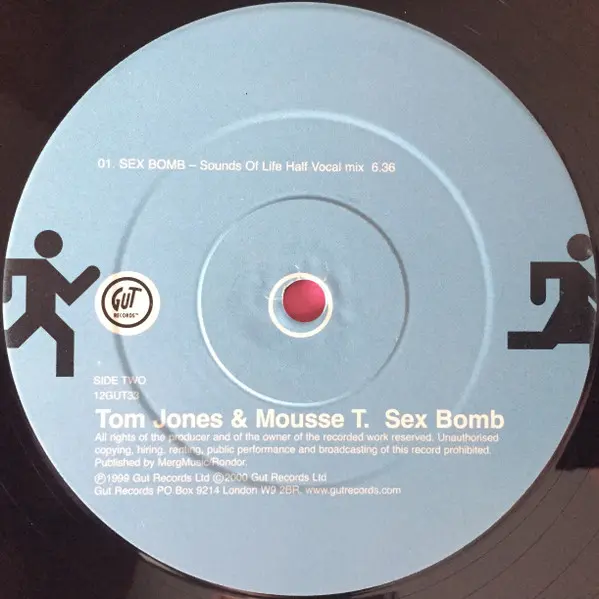 01. SEX BOMB – Sounds Of Life Half Vocal mix 6.36
GUT
RECORDS™
SIDE TWO
12GUT33
Tom Jones & Mousse T. Sex Bomb
All rights of the producer and of the owner of the recorded work reserved. Unauthorised
copying, hiring, renting, public performance and broadcasting of this record prohibited.
Published by MergMusic/Rondor.
Ⓟ1999 Gut Records Ltd ©2000 Gut Records Ltd
Gut Records PO Box 9214 London W9 2BR. www.gutrecords.com